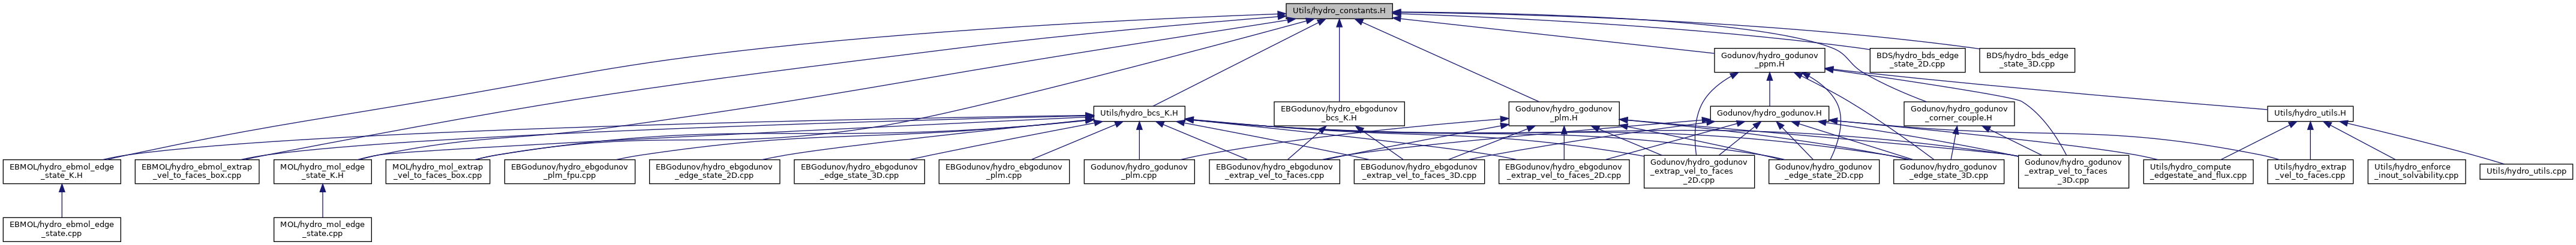 Utils/hydro_constants.H
Godunov/hydro_godunov
_ppm.H
BDS/hydro_bds_edge
_state_2D.cpp
BDS/hydro_bds_edge
_state_3D.cpp
Utils/hydro_bcs_K.H
EBGodunov/hydro_ebgodunov
_bcs_K.H
Godunov/hydro_godunov
_plm.H
Godunov/hydro_godunov.H
Godunov/hydro_godunov
_corner_couple.H
Utils/hydro_utils.H
EBMOL/hydro_ebmol_edge
_state_K.H
EBMOL/hydro_ebmol_extrap
_vel_to_faces_box.cpp
MOL/hydro_mol_edge
_state_K.H
MOL/hydro_mol_extrap
_vel_to_faces_box.cpp
EBGodunov/hydro_ebgodunov
_plm_fpu.cpp
EBGodunov/hydro_ebgodunov
_edge_state_2D.cpp
EBGodunov/hydro_ebgodunov
_edge_state_3D.cpp
EBGodunov/hydro_ebgodunov
_plm.cpp
Godunov/hydro_godunov
_plm.cpp
EBGodunov/hydro_ebgodunov
_extrap_vel_to_faces.cpp
EBGodunov/hydro_ebgodunov
_extrap_vel_to_faces_3D.cpp
EBGodunov/hydro_ebgodunov
_extrap_vel_to_faces_2D.cpp
Godunov/hydro_godunov
_extrap_vel_to_faces
_2D.cpp
Godunov/hydro_godunov
_edge_state_2D.cpp
Godunov/hydro_godunov
_edge_state_3D.cpp
Godunov/hydro_godunov
_extrap_vel_to_faces
_3D.cpp
Utils/hydro_compute
_edgestate_and_flux.cpp
Utils/hydro_extrap
_vel_to_faces.cpp
Utils/hydro_enforce
_inout_solvability.cpp
Utils/hydro_utils.cpp
EBMOL/hydro_ebmol_edge
_state.cpp
MOL/hydro_mol_edge
_state.cpp